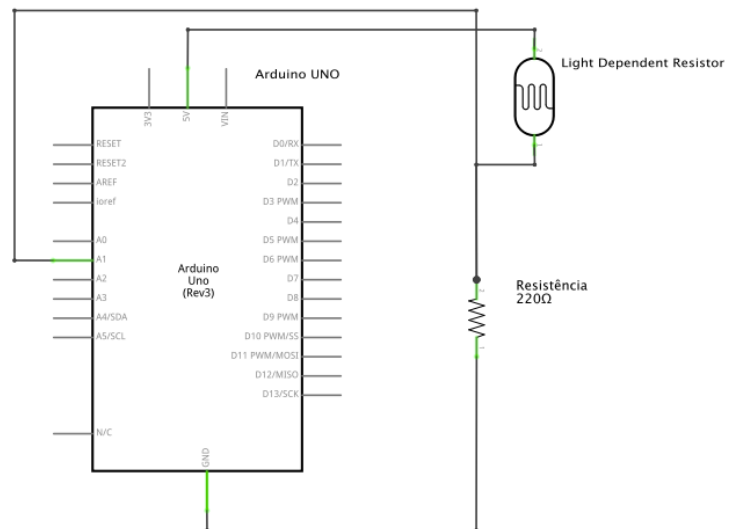 Arduino UNO
Light Dependent Resistor
3V3
5V
VIN
RESET
RESET2
AREF
ioref
A0
A1
A2
A3
A4/SDA
A5/SCL
N/C
D0/RX
D1/TX
D2
D3 PWM
D4
D5 PWM
D6 PWM
D7
D8
D9 PWM
D10 PWM/SS
D11 PWM/MOSI
D12/MISO
D13/SCK
Arduino
Uno
(Rev3)
GND
Resistência
220Ω